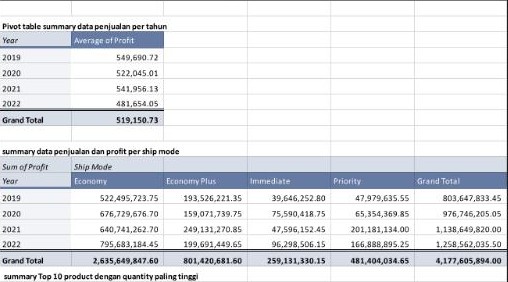 Pivot table summary data penjualan per tahun
Year Average of Profit
2019 549,690.72
2020 522,045.01
2021 541,956.13
2022 481,654.05
Grand Total 519,150.73
summary data penjualan dan profit per ship mode
Sum of Profit Ship Mode
Year Economy Economy Plus Immediate Priority Grand Total
2019 522,495,723.75 193,526,221.35 39,646,252.80 47,979,635.55 803,647,833.45
2020 676,729,676.70 159,071,739.75 75,590,418.75 65,354,369.85 976,746,205.05
2021 640,741,262.70 249,131,270.85 47,596,152.45 201,181,134.00 1,138,649,820.00
2022 795,683,184.45 199,691,449.65 96,298,506.15 166,888,895.25 1,258,562,035.50
Grand Total 2,635,649,847.60 801,420,681.60 259,131,330.15 481,404,034.65 4,177,605,894.00
summary Top 10 product dengan quantity paling tinggi